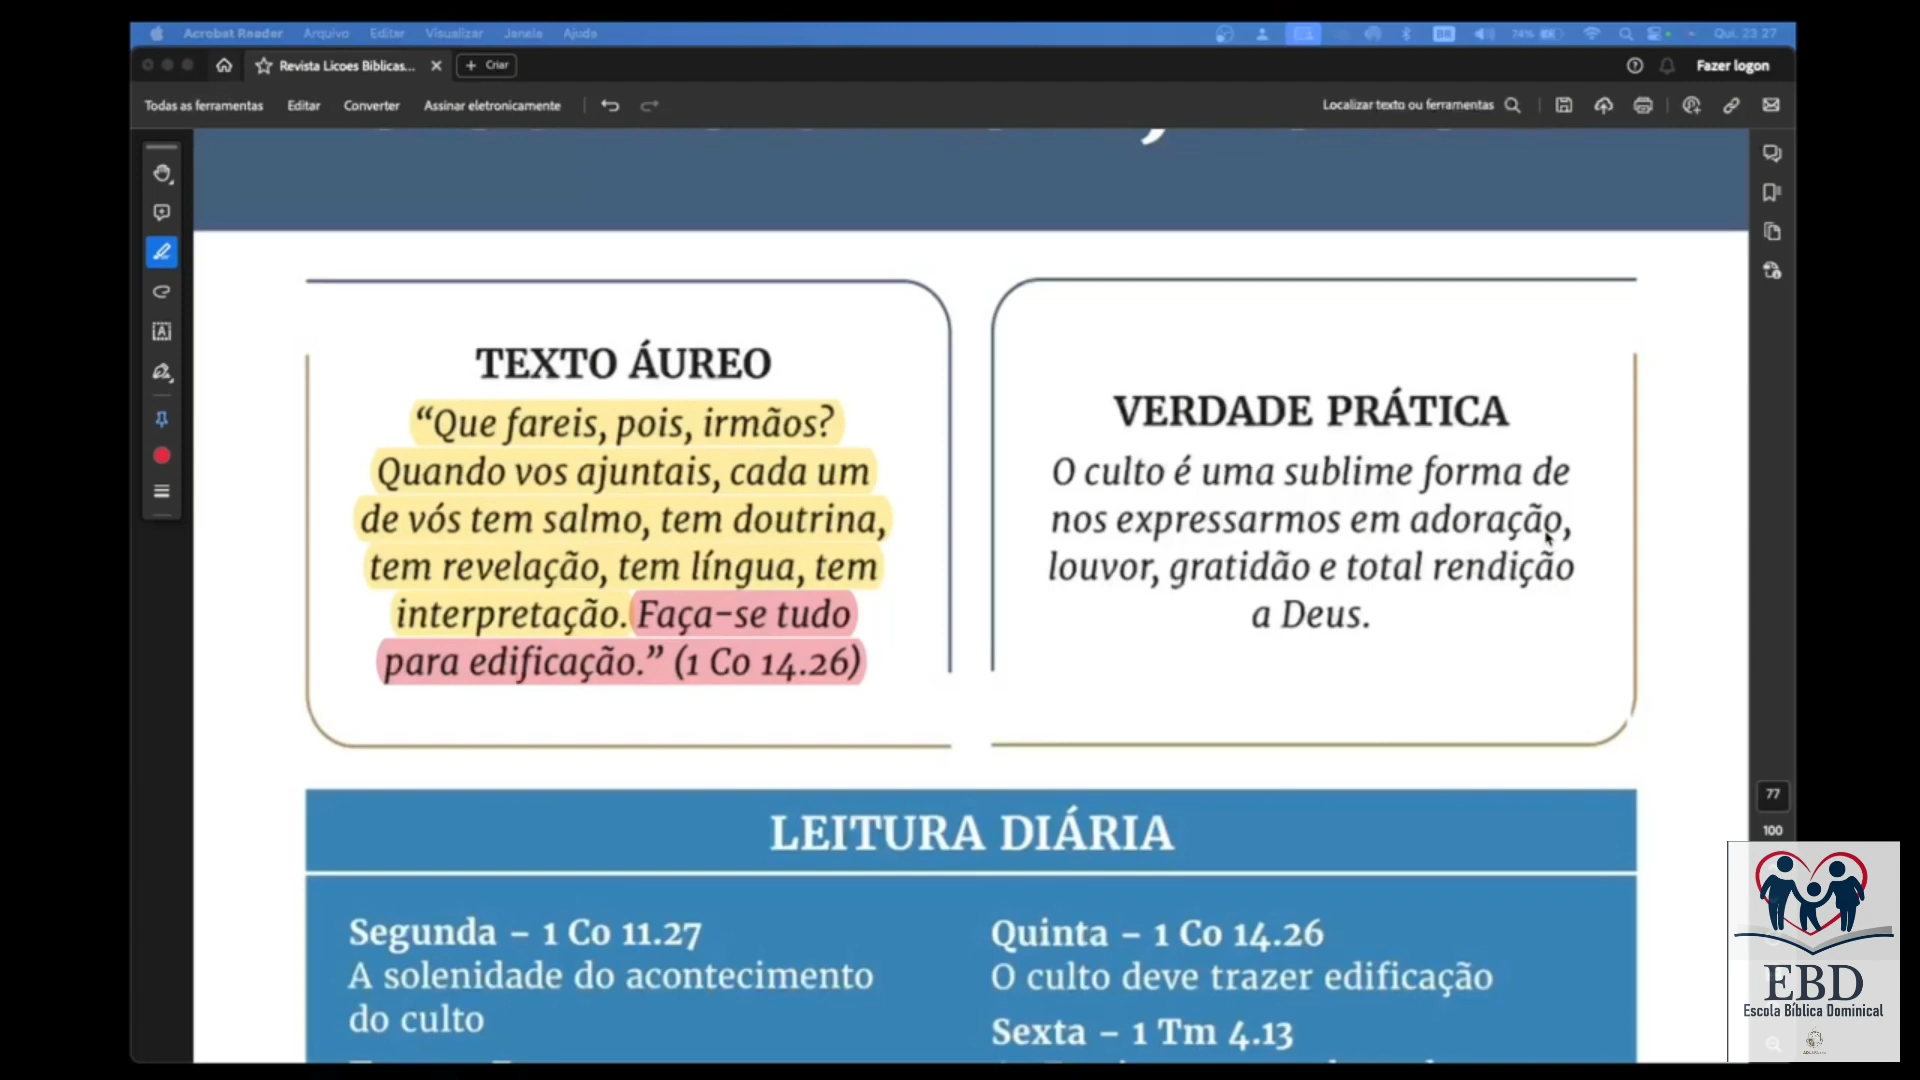 Acrobat Reader Arquivo Editar Visualizar Janela Ajuda 74% Qui. 23 27
Revista Licoes Biblicas... Criar Fazer logon
Todas as ferramentas Editar Converter Assinar eletronicamente Localizar texto ou ferramentas
TEXTO ÁUREO
“Que fareis, pois, irmãos?
Quando vos ajuntais, cada um
de vós tem salmo, tem doutrina,
tem revelação, tem língua, tem
interpretação. Faça-se tudo
para edificação.” (1 Co 14.26)
VERDADE PRÁTICA
O culto é uma sublime forma de
nos expressarmos em adoração,
louvor, gratidão e total rendição
a Deus.
LEITURA DIÁRIA
Segunda – 1 Co 11.27
A solenidade do acontecimento
do culto
Quinta – 1 Co 14.26
O culto deve trazer edificação
Sexta – 1 Tm 4.13
77
100
EBD
Escola Bíblica Dominical